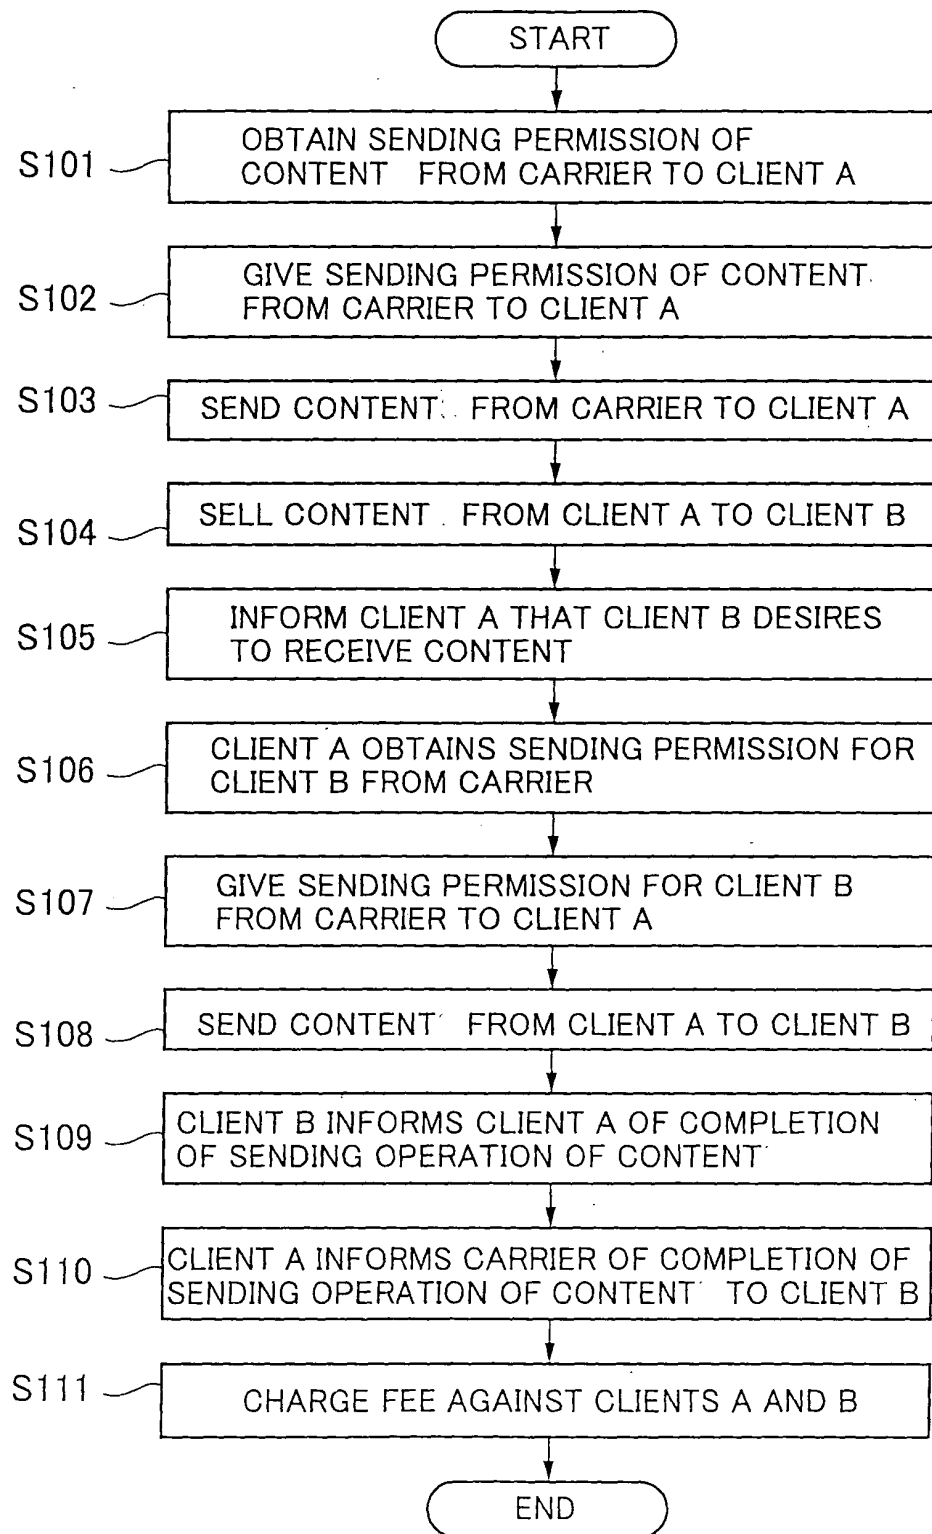 START
S101
OBTAIN SENDING PERMISSION OF
CONTENT FROM CARRIER TO CLIENT A
S102
GIVE SENDING PERMISSION OF CONTENT
FROM CARRIER TO CLIENT A
S103
SEND CONTENT FROM CARRIER TO CLIENT A
S104
SELL CONTENT FROM CLIENT A TO CLIENT B
S105
INFORM CLIENT A THAT CLIENT B DESIRES
TO RECEIVE CONTENT
S106
CLIENT A OBTAINS SENDING PERMISSION FOR
CLIENT B FROM CARRIER
S107
GIVE SENDING PERMISSION FOR CLIENT B
FROM CARRIER TO CLIENT A
S108
SEND CONTENT FROM CLIENT A TO CLIENT B
S109
CLIENT B INFORMS CLIENT A OF COMPLETION
OF SENDING OPERATION OF CONTENT
S110
CLIENT A INFORMS CARRIER OF COMPLETION OF
SENDING OPERATION OF CONTENT TO CLIENT B
S111
CHARGE FEE AGAINST CLIENTS A AND B
END